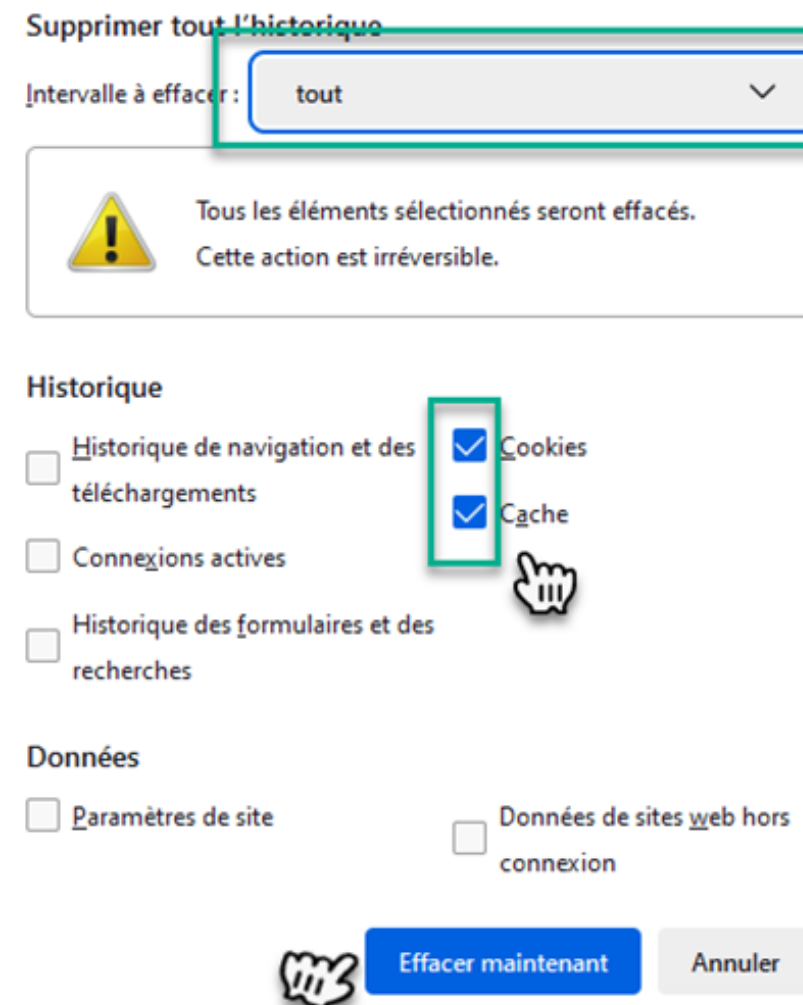 Supprimer tout l'historique
Intervalle à effacer :
tout
Tous les éléments sélectionnés seront effacés.
Cette action est irréversible.
Historique
Historique de navigation et des
téléchargements
Cookies
Cache
Connexions actives
Historique des formulaires et des
recherches
Données
Paramètres de site
Données de sites web hors
connexion
Effacer maintenant
Annuler